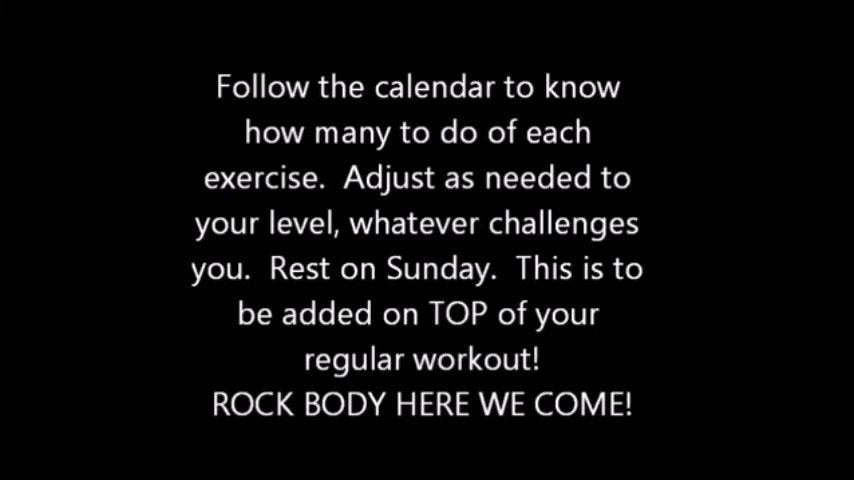 Follow the calendar to know
how many to do of each
exercise.  Adjust as needed to
your level, whatever challenges
you.  Rest on Sunday.  This is to
be added on TOP of your
regular workout!
ROCK BODY HERE WE COME!